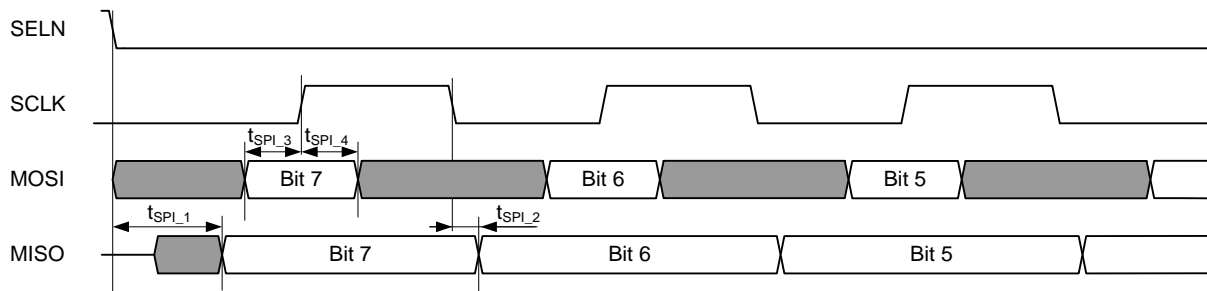 SELN
SCLK
tSPI_3 tSPI_4
MOSI Bit 7 Bit 6 Bit 5
tSPI_1 tSPI_2
MISO Bit 7 Bit 6 Bit 5